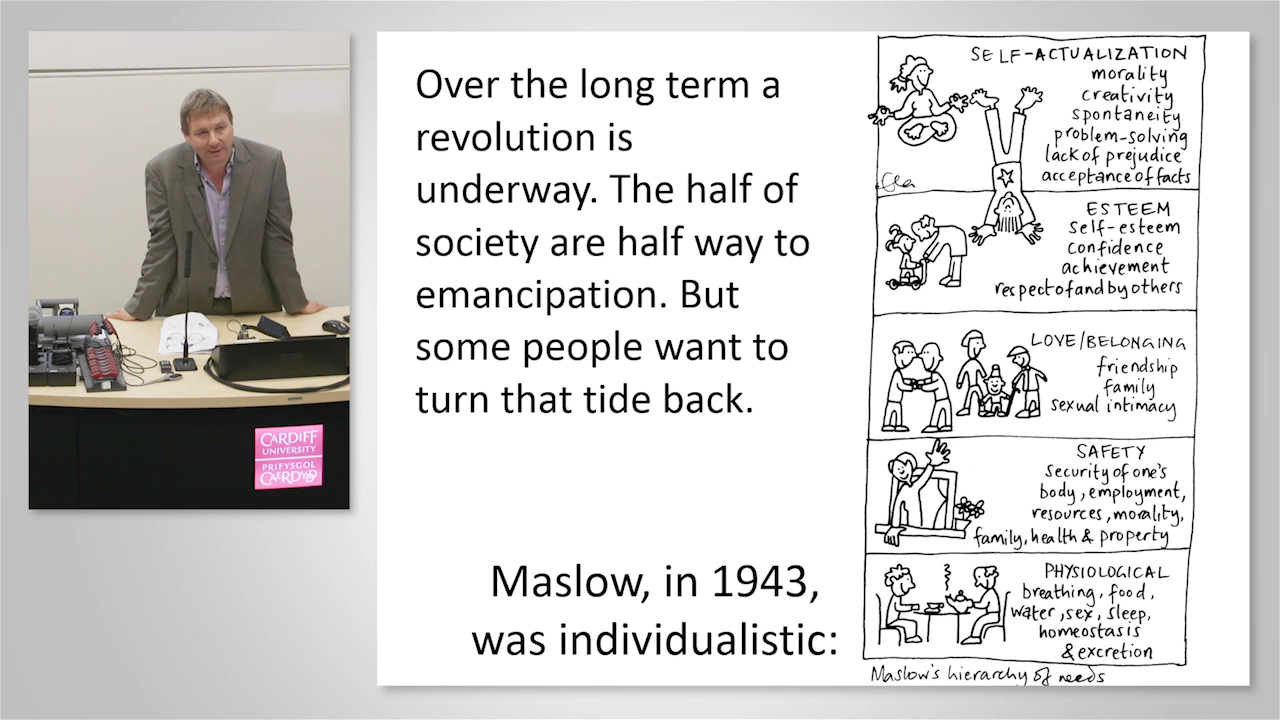 Over the long term a
revolution is
underway. The half of
society are half way to
emancipation. But
some people want to
turn that tide back.
Maslow, in 1943,
was individualistic:
SELF-ACTUALIZATION
morality
creativity
spontaneity
problem-solving
lack of prejudice
acceptance of facts
ESTEEM
self-esteem
confidence
achievement
respect of and by others
LOVE/BELONGING
friendship
family
sexual intimacy
SAFETY
security of one's
body, employment,
resources, morality,
family, health & property
PHYSIOLOGICAL
breathing, food,
water, sex, sleep,
homeostasis
& excretion
Maslow's hierarchy of needs
CARDIFF
UNIVERSITY
PRIFYSGOL
CAERDYDD